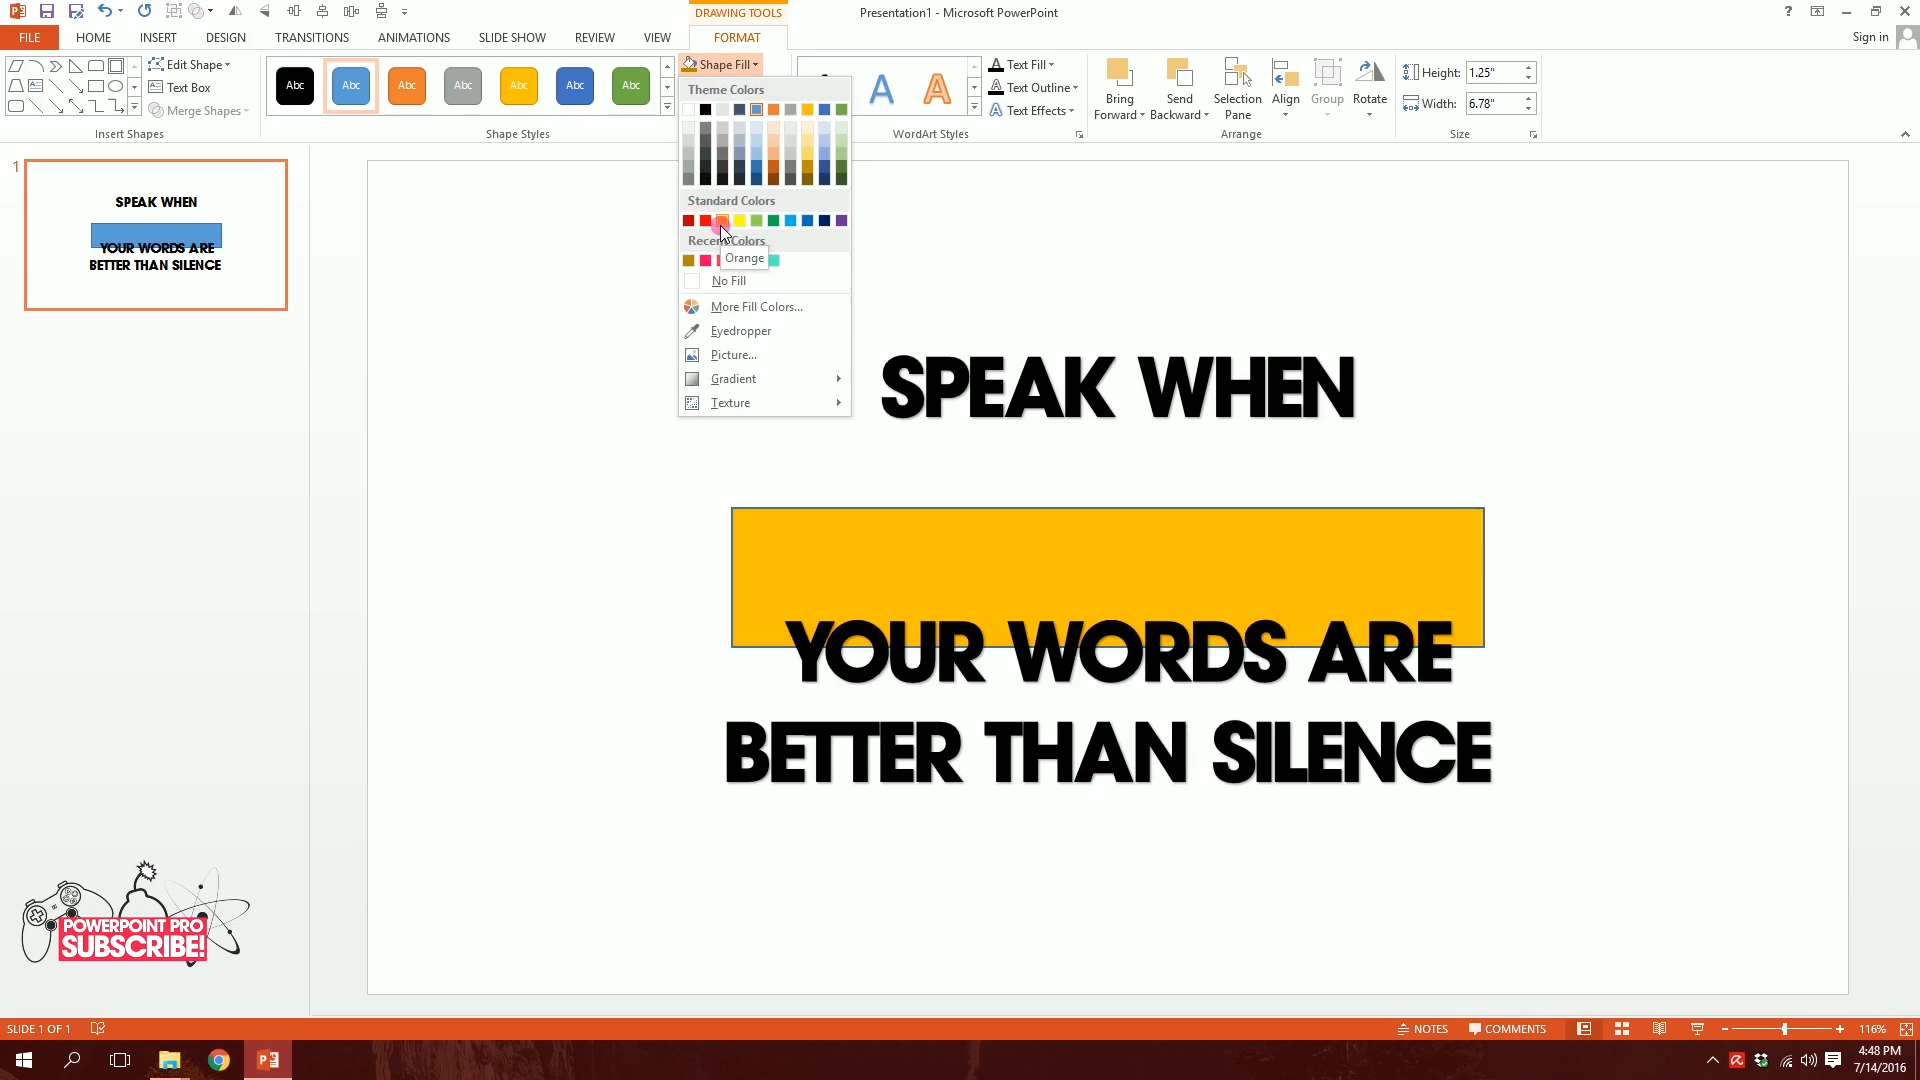 DRAWING TOOLS
Presentation1 - Microsoft PowerPoint
FILE HOME INSERT DESIGN TRANSITIONS ANIMATIONS SLIDE SHOW REVIEW VIEW FORMAT Sign in
Edit Shape
Text Box
Merge Shapes
Insert Shapes
Abc Abc Abc Abc Abc Abc Abc
Shape Styles
Shape Fill
Theme Colors
Standard Colors
Recent Colors
Orange
No Fill
More Fill Colors...
Eyedropper
Picture...
Gradient
Texture
A A
Text Fill
Text Outline
Text Effects
WordArt Styles
Bring Forward
Send Backward
Selection Pane
Align
Group
Rotate
Arrange
Height: 1.25"
Width: 6.78"
Size
1
SPEAK WHEN
YOUR WORDS ARE
BETTER THAN SILENCE
SPEAK WHEN
YOUR WORDS ARE
BETTER THAN SILENCE
POWERPOINT PRO
SUBSCRIBE!
SLIDE 1 OF 1 NOTES COMMENTS 116%
4:48 PM
7/14/2016